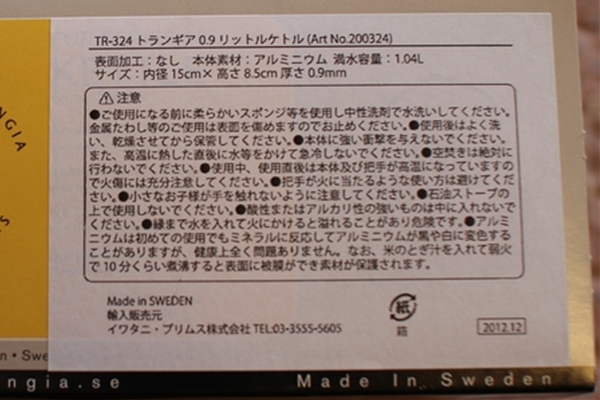 TR-324 トランギア 0.9 リットルケトル (Art No.200324)
表面加工：なし 本体素材：アルミニウム 満水容量：1.04L
サイズ：内径 15cm× 高さ 8.5cm 厚さ 0.9mm
⚠ 注意
●ご使用になる前に柔らかいスポンジ等を使用し中性洗剤で水洗いしてください。
金属たわし等のご使用は表面を傷めますのでお止めください。●使用後はよく洗
い、乾燥させてから保管してください。●本体に強い衝撃を与えないでください。
また、高温に熱した直後に水等をかけて急冷しないでください。●空焚きは絶対に
行わないでください。●使用中、使用直後は本体及び把手が高温になっていますの
で火傷には充分注意してください。●把手が火に当たるような使い方は避けてくだ
さい。●小さなお子様が手を触れないように注意してください。●石油ストーブの
上で使用しないでください。●酸性またはアルカリ性の強いものは中に入れないで
ください。●縁まで水を入れて火にかけると溢れることがあり危険です。●アルミ
ニウムは初めての使用でもミネラルに反応してアルミニウムが黒や白に変色する
ことがありますが、健康上全く問題ありません。なお、米のとぎ汁を入れて弱火
で 10 分くらい煮沸すると表面に被膜ができ素材が保護されます。
Made in SWEDEN
輸入販売元
イワタニ・プリムス株式会社 TEL:03-3555-5605
紙
箱
2012.12
NGIA
n • Swe
ngia.se
Made In Sweden